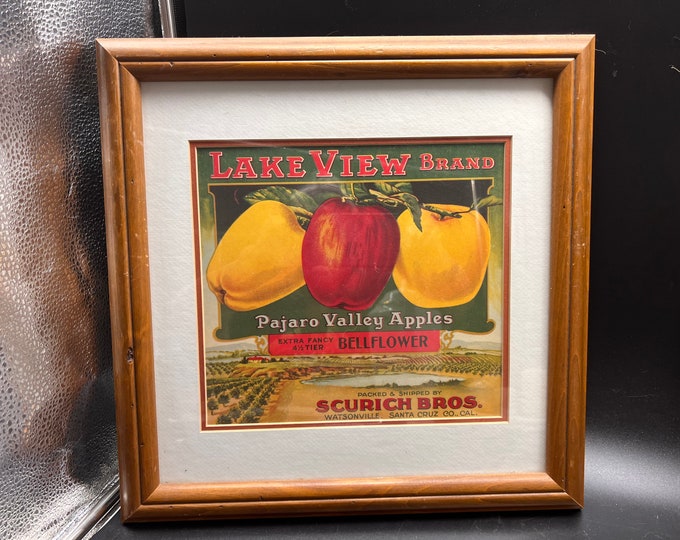 LAKE VIEW BRAND
Pajaro Valley Apples
EXTRA FANCY
4½ TIER BELLFLOWER
PACKED & SHIPPED BY
SCURICH BROS.
WATSONVILLE, SANTA CRUZ CO., CAL.